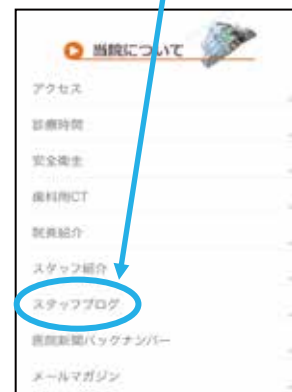 当院について
アクセス
診療時間
安全衛生
歯科用CT
院長紹介
スタッフ紹介
スタッフブログ
医院新聞バックナンバー
メールマガジン